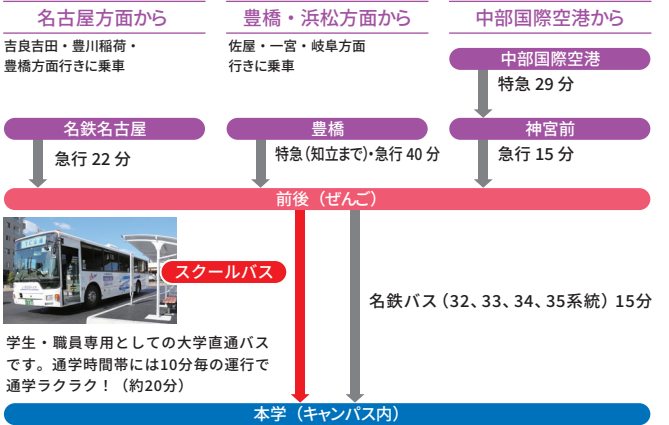 名古屋方面から
吉良吉田・豊川稲荷・
豊橋方面行きに乗車
名鉄名古屋
急行 22 分
豊橋・浜松方面から
佐屋・一宮・岐阜方面
行きに乗車
豊橋
特急（知立まで）・急行 40 分
中部国際空港から
中部国際空港
特急 29 分
神宮前
急行 15 分
前後（ぜんご）
スクールバス
学生・職員専用としての大学直通バス
です。通学時間帯には10分毎の運行で
通学ラクラク！（約20分）
名鉄バス（32、33、34、35系統）15分
本学（キャンパス内）